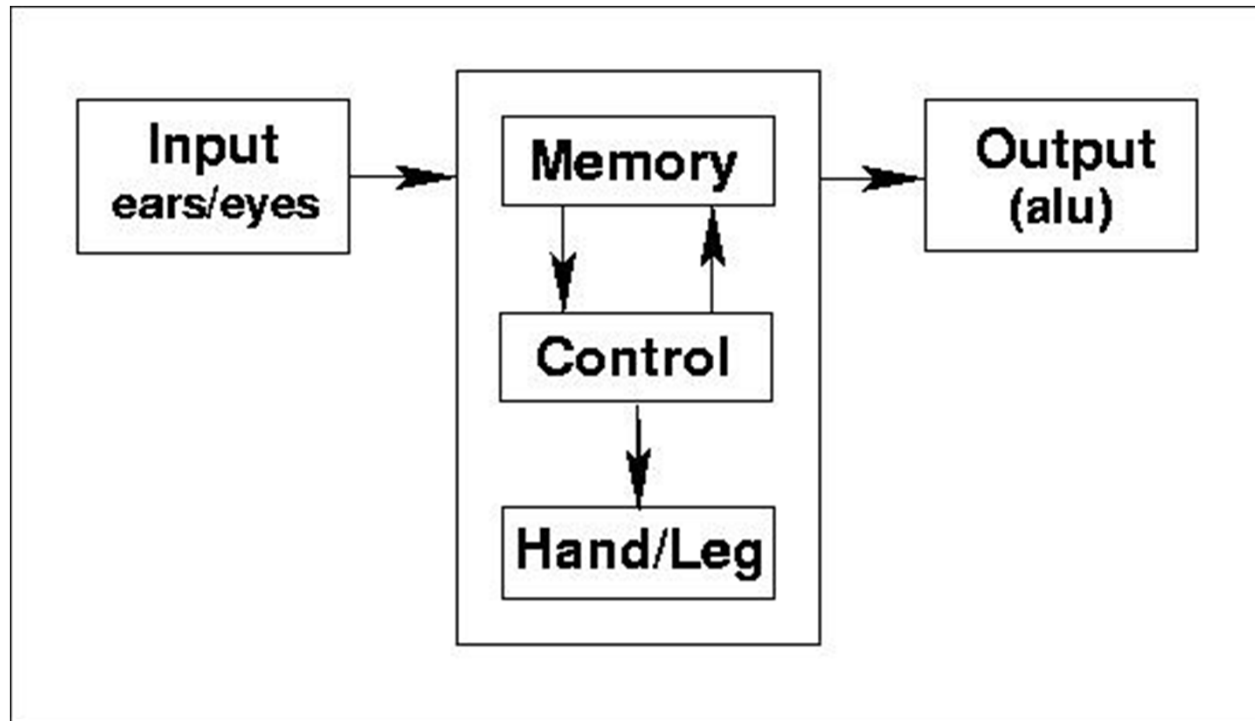 Input
ears/eyes
Memory
Control
Hand/Leg
Output
(alu)